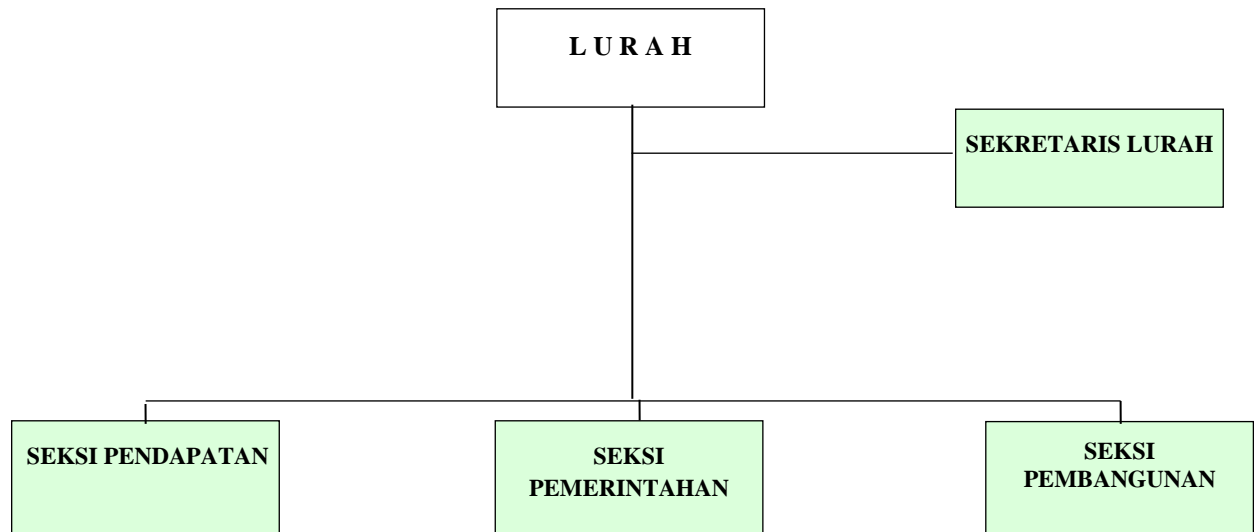 L U R A H
SEKRETARIS LURAH
SEKSI PENDAPATAN
SEKSI
PEMERINTAHAN
SEKSI
PEMBANGUNAN